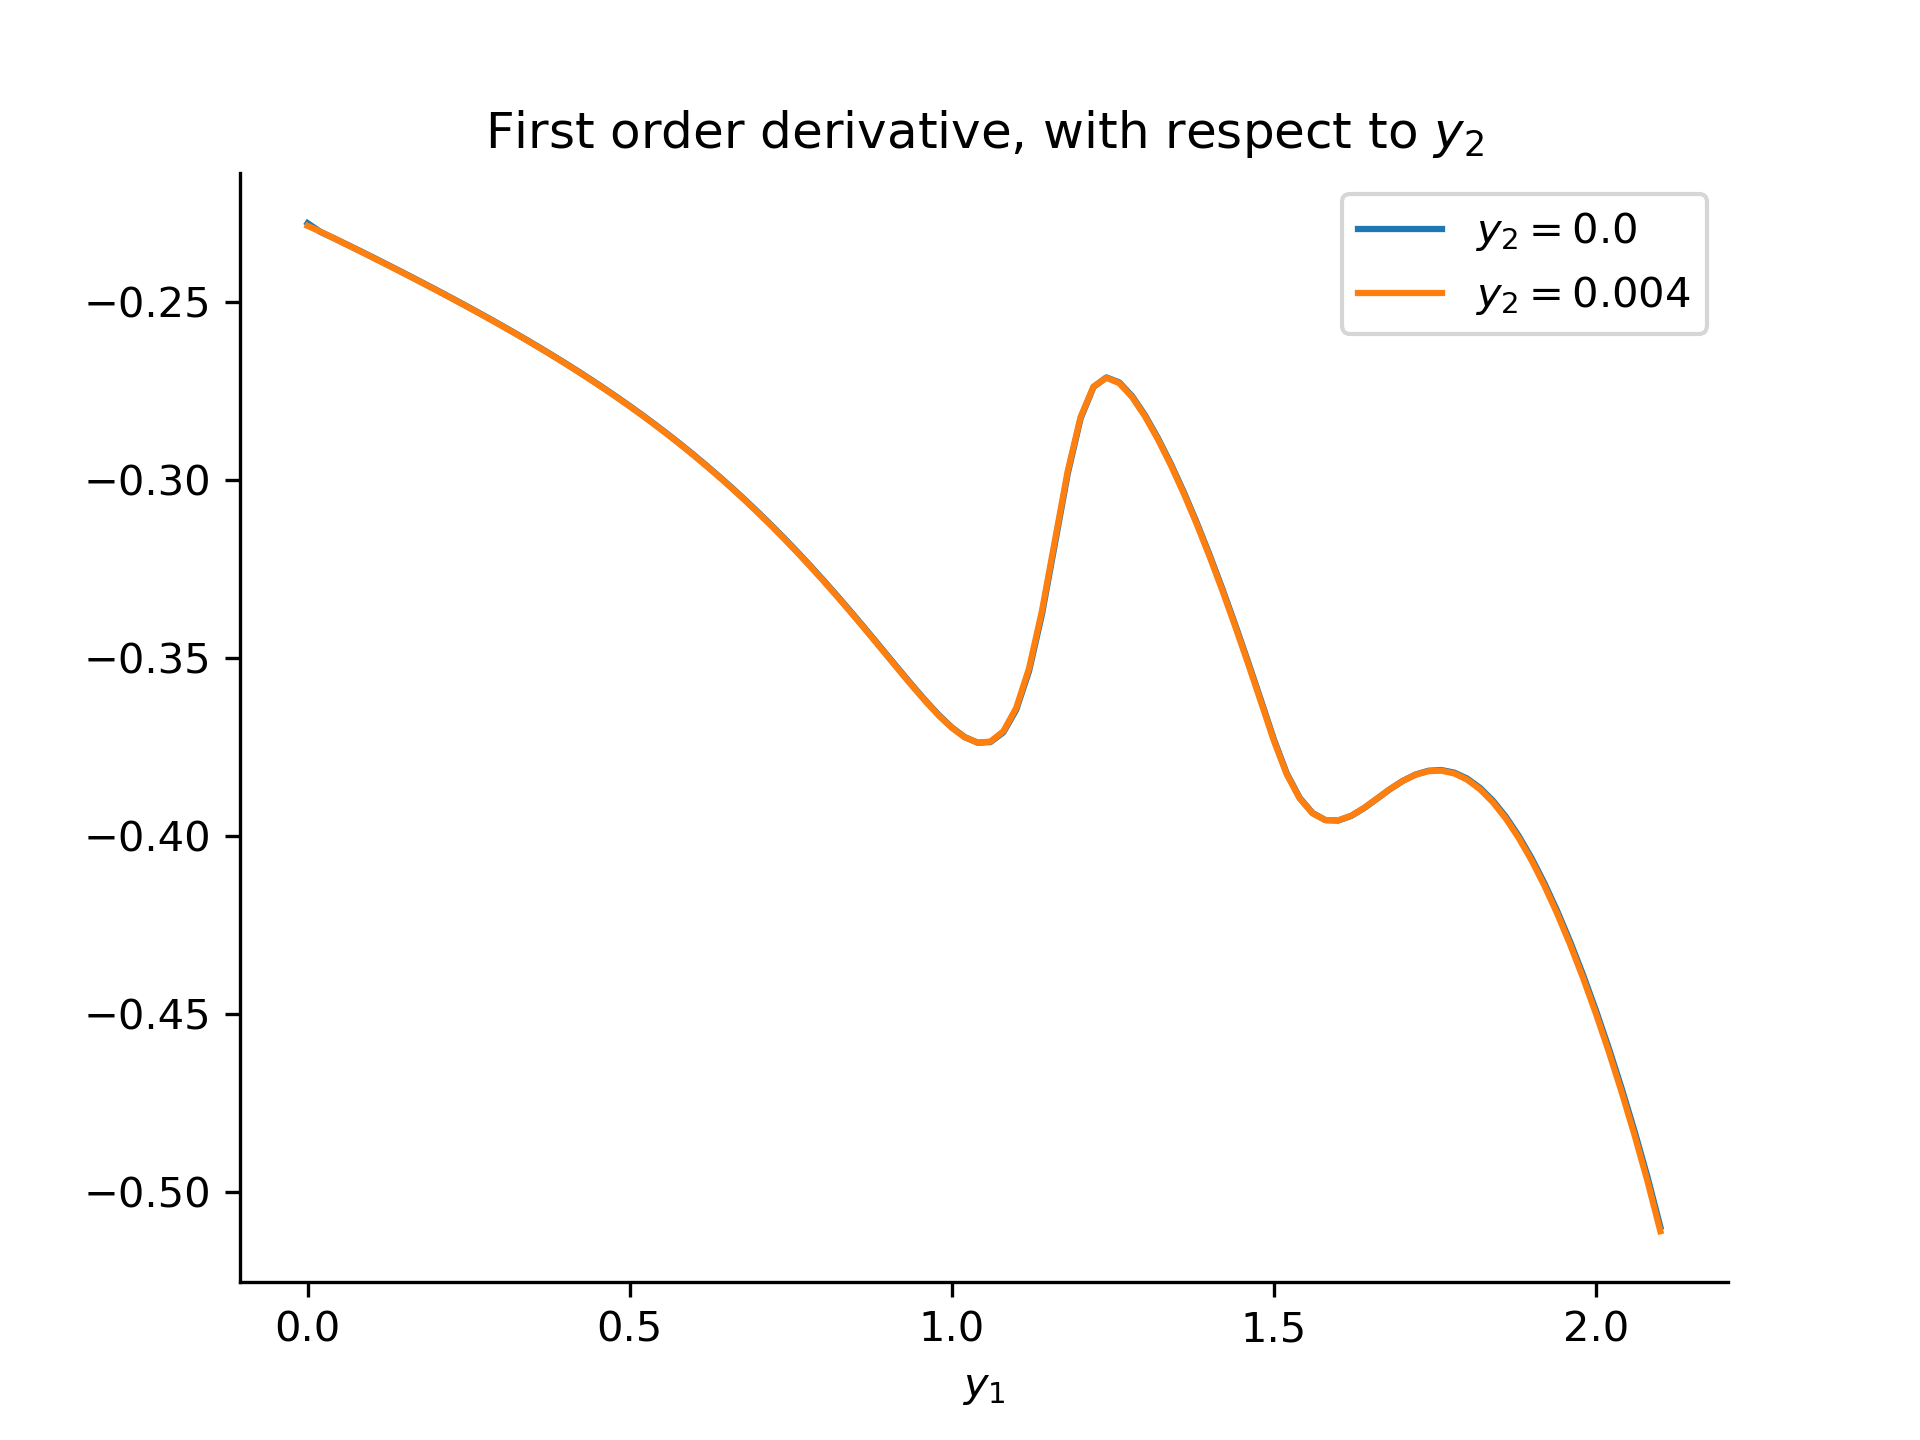 First order derivative, with respect to y₂
y₂ = 0.0
y₂ = 0.004
−0.25
−0.30
−0.35
−0.40
−0.45
−0.50
0.0 0.5 1.0 1.5 2.0
y₁